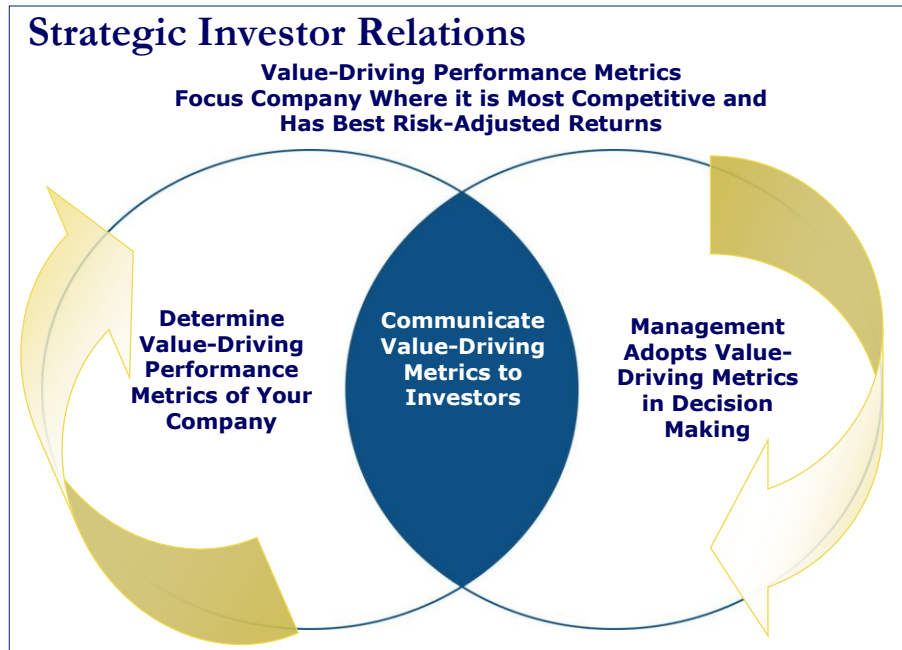 Strategic Investor Relations
Value-Driving Performance Metrics
Focus Company Where it is Most Competitive and
Has Best Risk-Adjusted Returns
Determine
Value-Driving
Performance
Metrics of Your
Company
Communicate
Value-Driving
Metrics to
Investors
Management
Adopts Value-
Driving Metrics
in Decision
Making